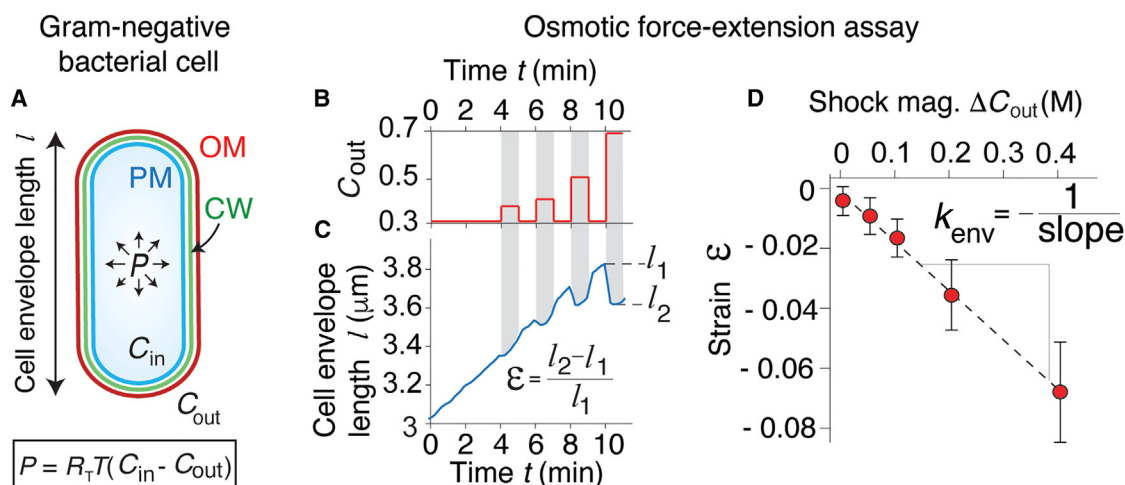 Gram-negative
bacterial cell
Osmotic force-extension assay
A
Cell envelope length l
OM
PM
CW
P
C_in
C_out
P = R_T T(C_in - C_out)
B
Time t (min)
0 2 4 6 8 10
C_out
0.7
0.5
0.3
C
Cell envelope
length l (μm)
3.8
3.6
3.4
3.2
3
l_1
l_2
ε = (l_2 - l_1) / l_1
0 2 4 6 8 10
Time t (min)
D
Shock mag. ΔC_out (M)
0 0.1 0.2 0.3 0.4
Strain ε
0
- 0.02
- 0.04
- 0.06
- 0.08
k_env = - 1 / slope